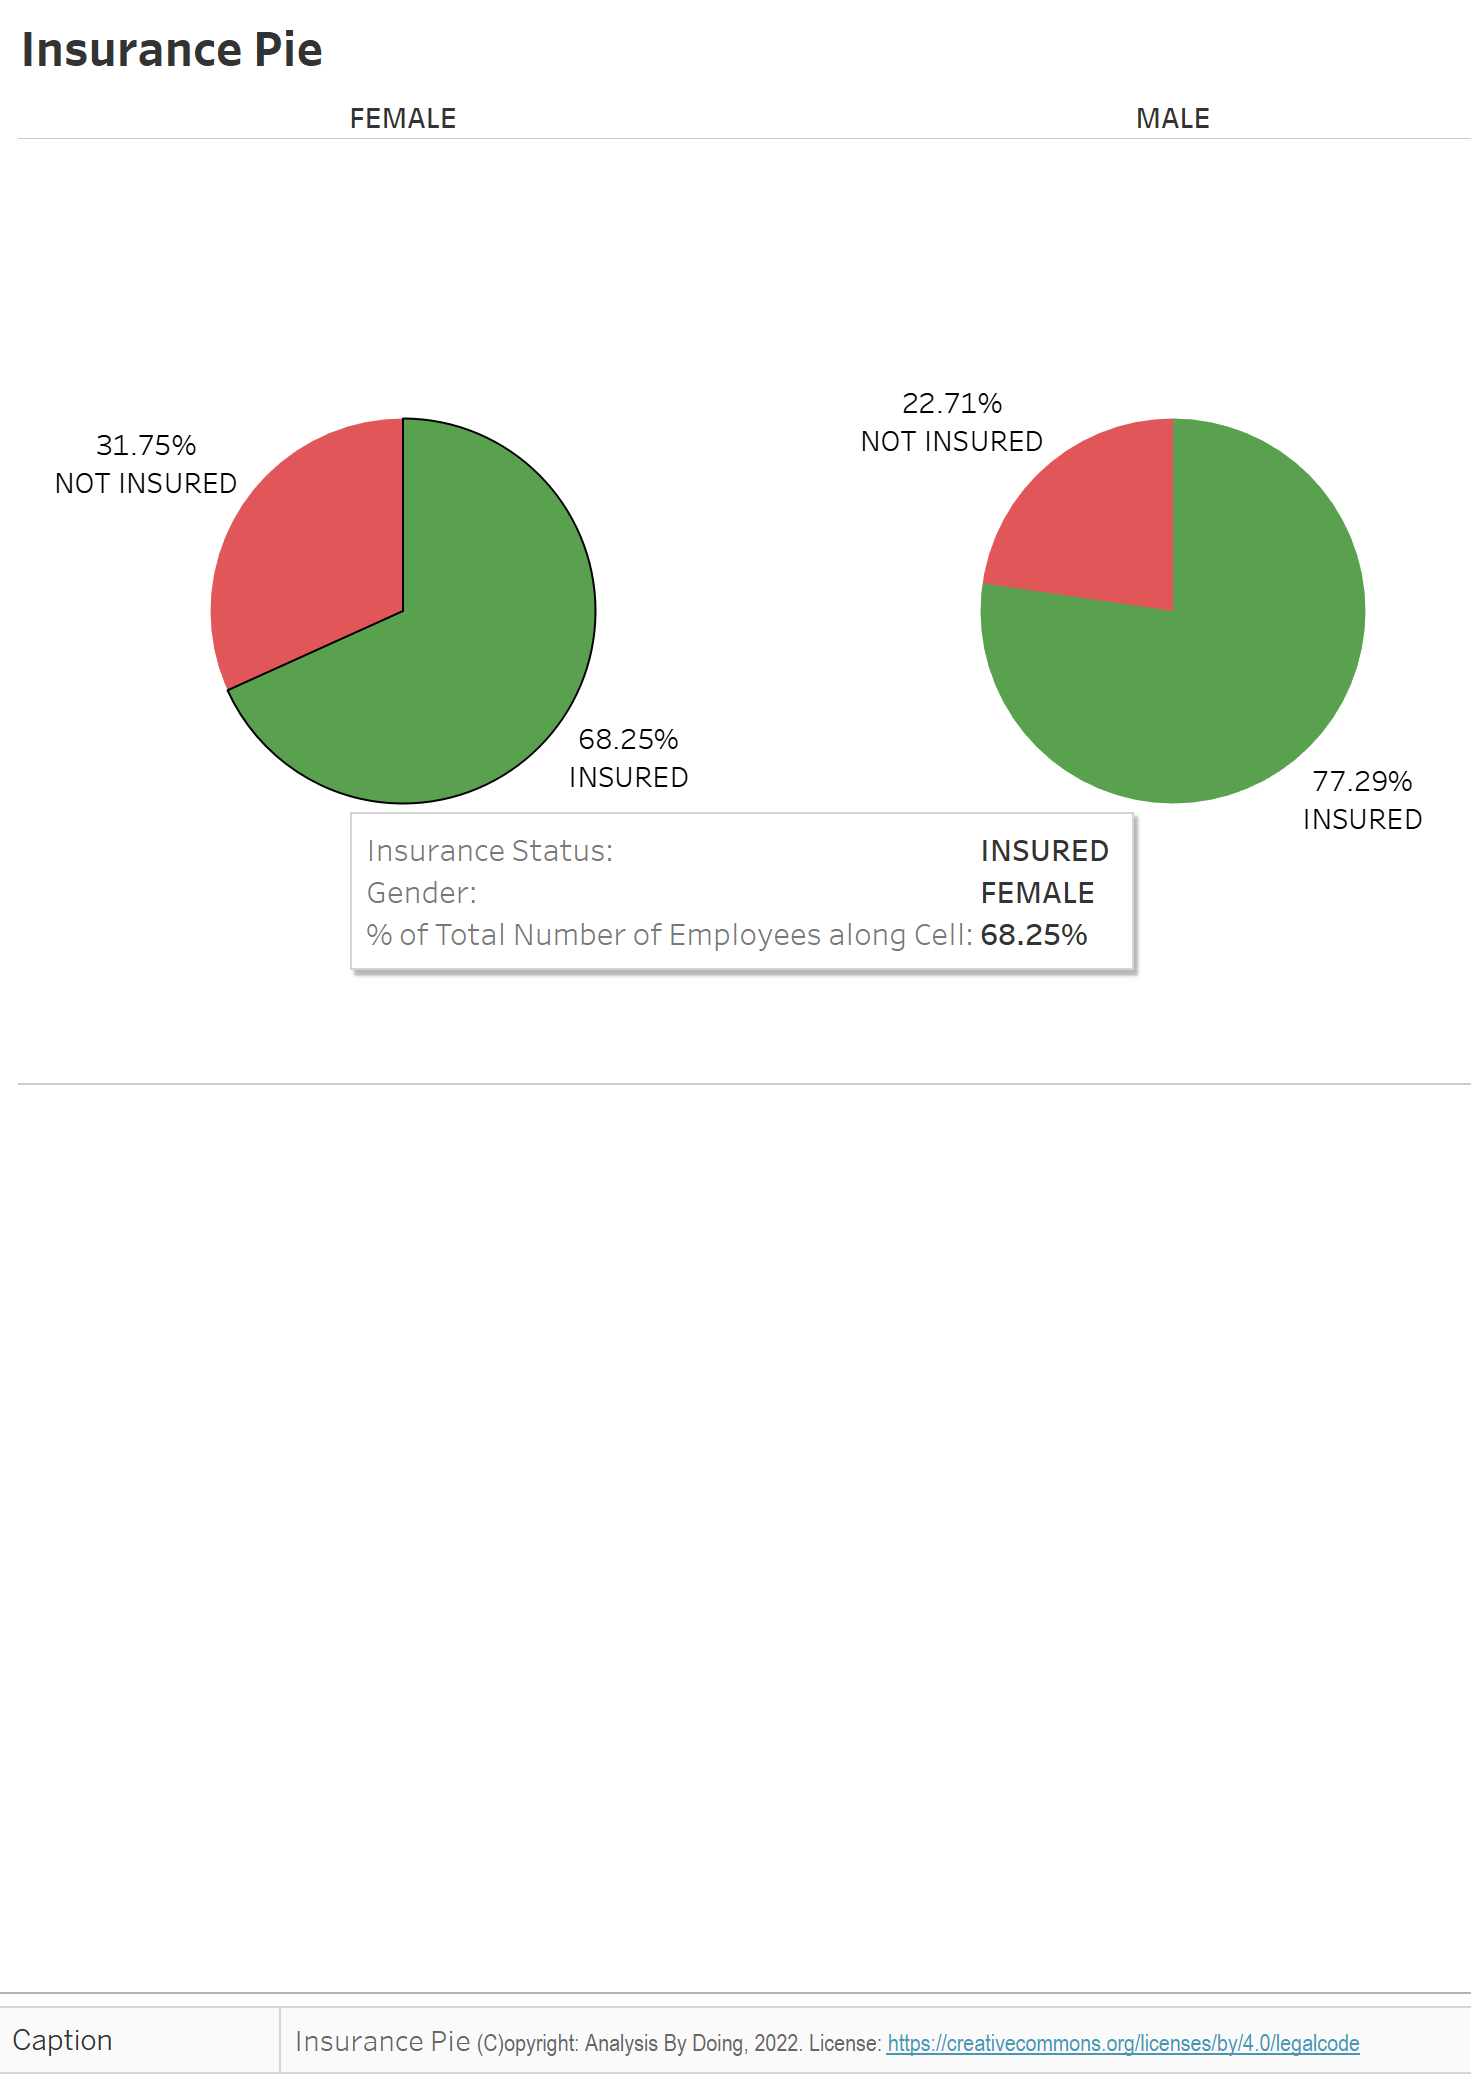 Insurance Pie
FEMALE
MALE
22.71%
NOT INSURED
31.75%
NOT INSURED
68.25%
INSURED
77.29%
INSURED
Insurance Status: INSURED
Gender: FEMALE
% of Total Number of Employees along Cell: 68.25%
Caption
Insurance Pie (C)opyright: Analysis By Doing, 2022. License: https://creativecommons.org/licenses/by/4.0/legalcode